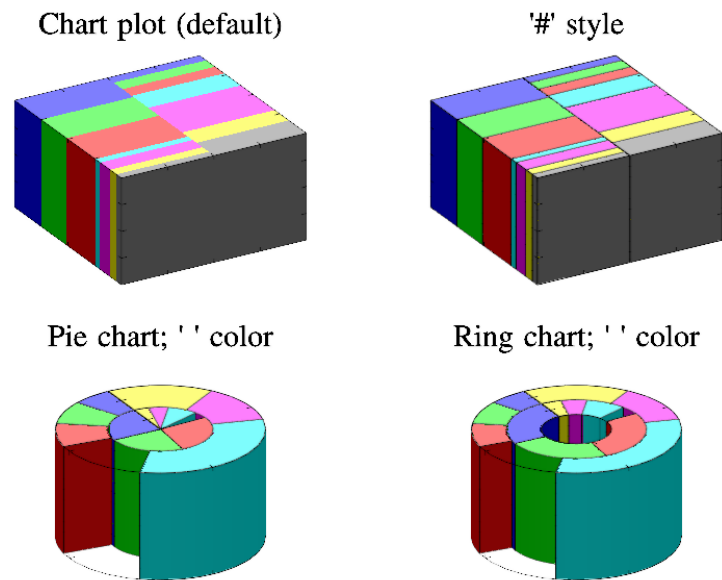 Chart plot (default)
'#' style
Pie chart; ' ' color
Ring chart; ' ' color